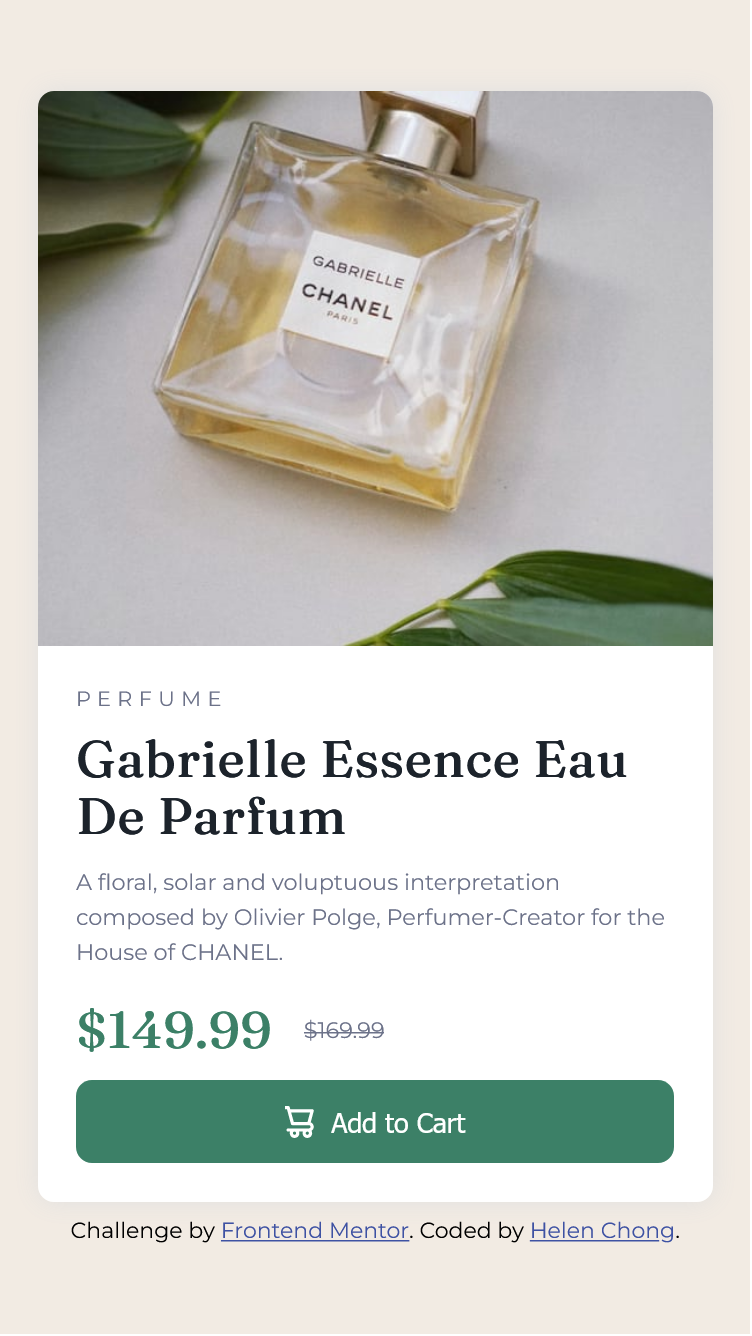 GABRIELLE
CHANEL
PARIS
PERFUME
Gabrielle Essence Eau
De Parfum
A floral, solar and voluptuous interpretation
composed by Olivier Polge, Perfumer-Creator for the
House of CHANEL.
$149.99 $169.99
Add to Cart
Challenge by Frontend Mentor. Coded by Helen Chong.